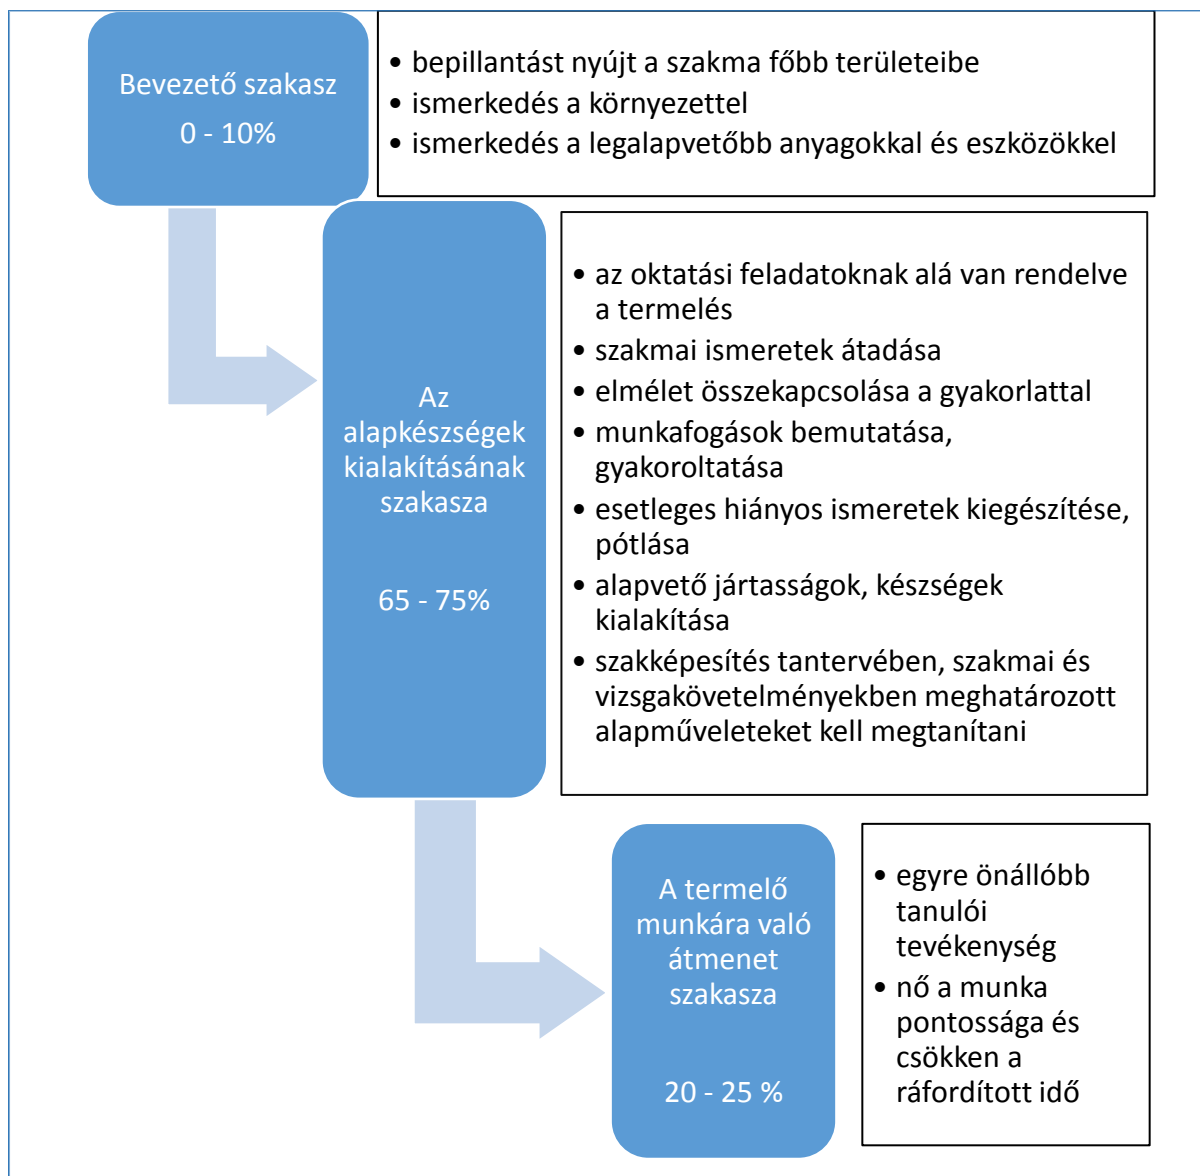 Bevezető szakasz
0 - 10%
• bepillantást nyújt a szakma főbb területeibe
• ismerkedés a környezettel
• ismerkedés a legalapvetőbb anyagokkal és eszközökkel
Az
alapkészségek
kialakításának
szakasza
65 - 75%
• az oktatási feladatoknak alá van rendelve
a termelés
• szakmai ismeretek átadása
• elmélet összekapcsolása a gyakorlattal
• munkafogások bemutatása,
gyakoroltatása
• esetleges hiányos ismeretek kiegészítése,
pótlása
• alapvető jártasságok, készségek
kialakítása
• szakképesítés tantervében, szakmai és
vizsgakövetelményekben meghatározott
alapműveleteket kell megtanítani
A termelő
munkára való
átmenet
szakasza
20 - 25 %
• egyre önállóbb
tanulói
tevékenység
• nő a munka
pontossága és
csökken a
ráfordított idő